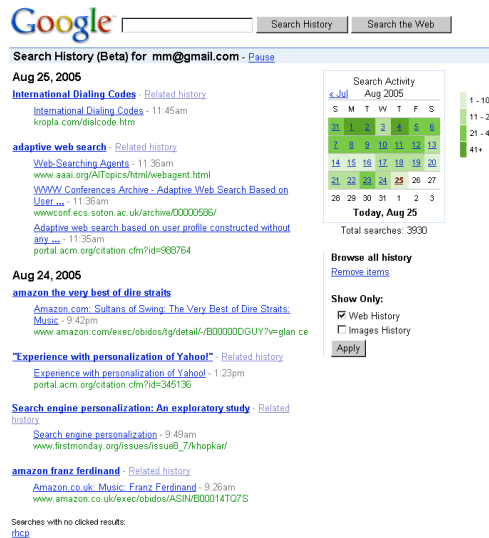 Google™
Search History
Search the Web
Search History (Beta) for mm@gmail.com - Pause
Aug 25, 2005
International Dialing Codes - Related history
International Dialing Codes - 11:45am
kropla.com/dialcode.htm
adaptive web search - Related history
Web-Searching Agents - 11:36am
www.aaai.org/AITopics/html/webagent.html
WWW Conferences Archive - Adaptive Web Search Based on
User ... - 11:36am
wwwconf.ecs.soton.ac.uk/archive/00000586/
Adaptive web search based on user profile constructed without
any ... - 11:35am
portal.acm.org/citation.cfm?id=988764
Aug 24, 2005
amazon the very best of dire straits
Amazon.com: Sultans of Swing: The Very Best of Dire Straits:
Music - 9:42pm
www.amazon.com/exec/obidos/tg/detail/-/B00000DGUY?v=glan ce
"Experience with personalization of Yahoo!" - Related history
Experience with personalization of Yahoo! - 1:23pm
portal.acm.org/citation.cfm?id=345136
Search engine personalization: An exploratory study - Related
history
Search engine personalization - 9:49am
www.firstmonday.org/issues/issue8_7/khopkar/
amazon franz ferdinand - Related history
Amazon.co.uk: Music: Franz Ferdinand - 9:26am
www.amazon.co.uk/exec/obidos/ASIN/B00014TQ7S
Searches with no clicked results:
rhcp
Search Activity
« Jul Aug 2005
S M T W T F S
31 1 2 3 4 5 6
7 8 9 10 11 12 13
14 15 16 17 18 19 20
21 22 23 24 25 26 27
28 29 30 31 1 2 3
Today, Aug 25
Total searches: 3930
1 - 10
11 - 2
21 - 4
41+
Browse all history
Remove items
Show Only:
Web History
Images History
Apply